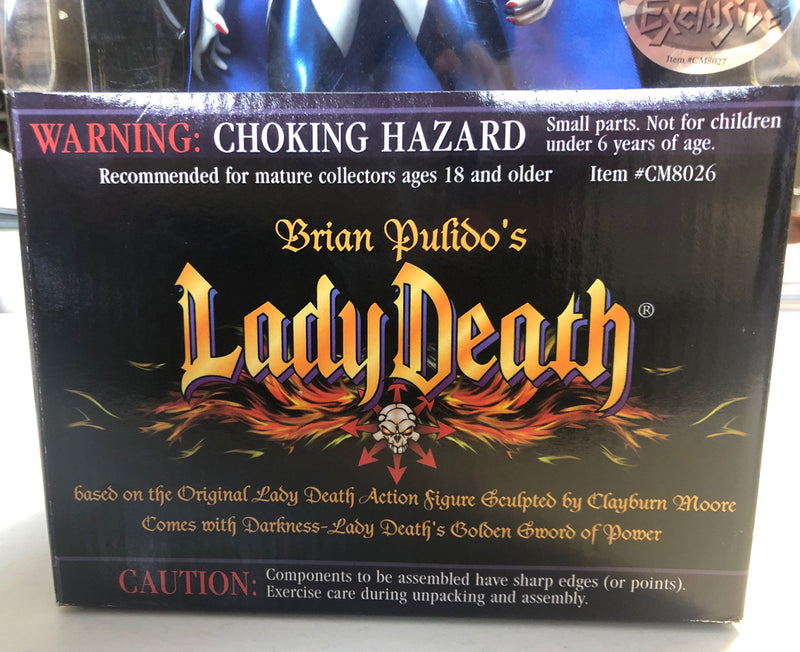 Exclusive
Item #CM8027
WARNING: CHOKING HAZARD Small parts. Not for children
under 6 years of age.
Recommended for mature collectors ages 18 and older Item #CM8026
Brian Pulido's
Lady Death®
based on the Original Lady Death Action Figure Sculpted by Clayburn Moore
Comes with Darkness-Lady Death's Golden Sword of Power
CAUTION: Components to be assembled have sharp edges (or points).
Exercise care during unpacking and assembly.